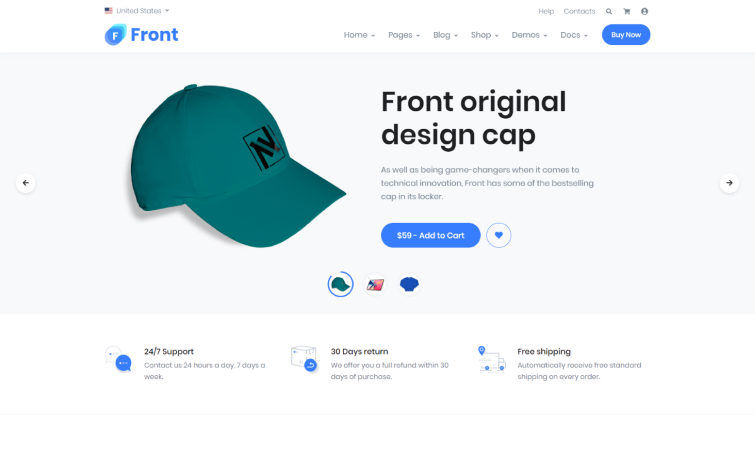 United States
Help
Contacts
Front
Home
Pages
Blog
Shop
Demos
Docs
Buy Now
Front original
design cap
As well as being game-changers when it comes to
technical innovation, Front has some of the bestselling
cap in its locker.
$59 - Add to Cart
24/7 Support
Contact us 24 hours a day, 7 days a
week.
30 Days return
We offer you a full refund within 30
days of purchase.
Free shipping
Automatically receive free standard
shipping on every order.